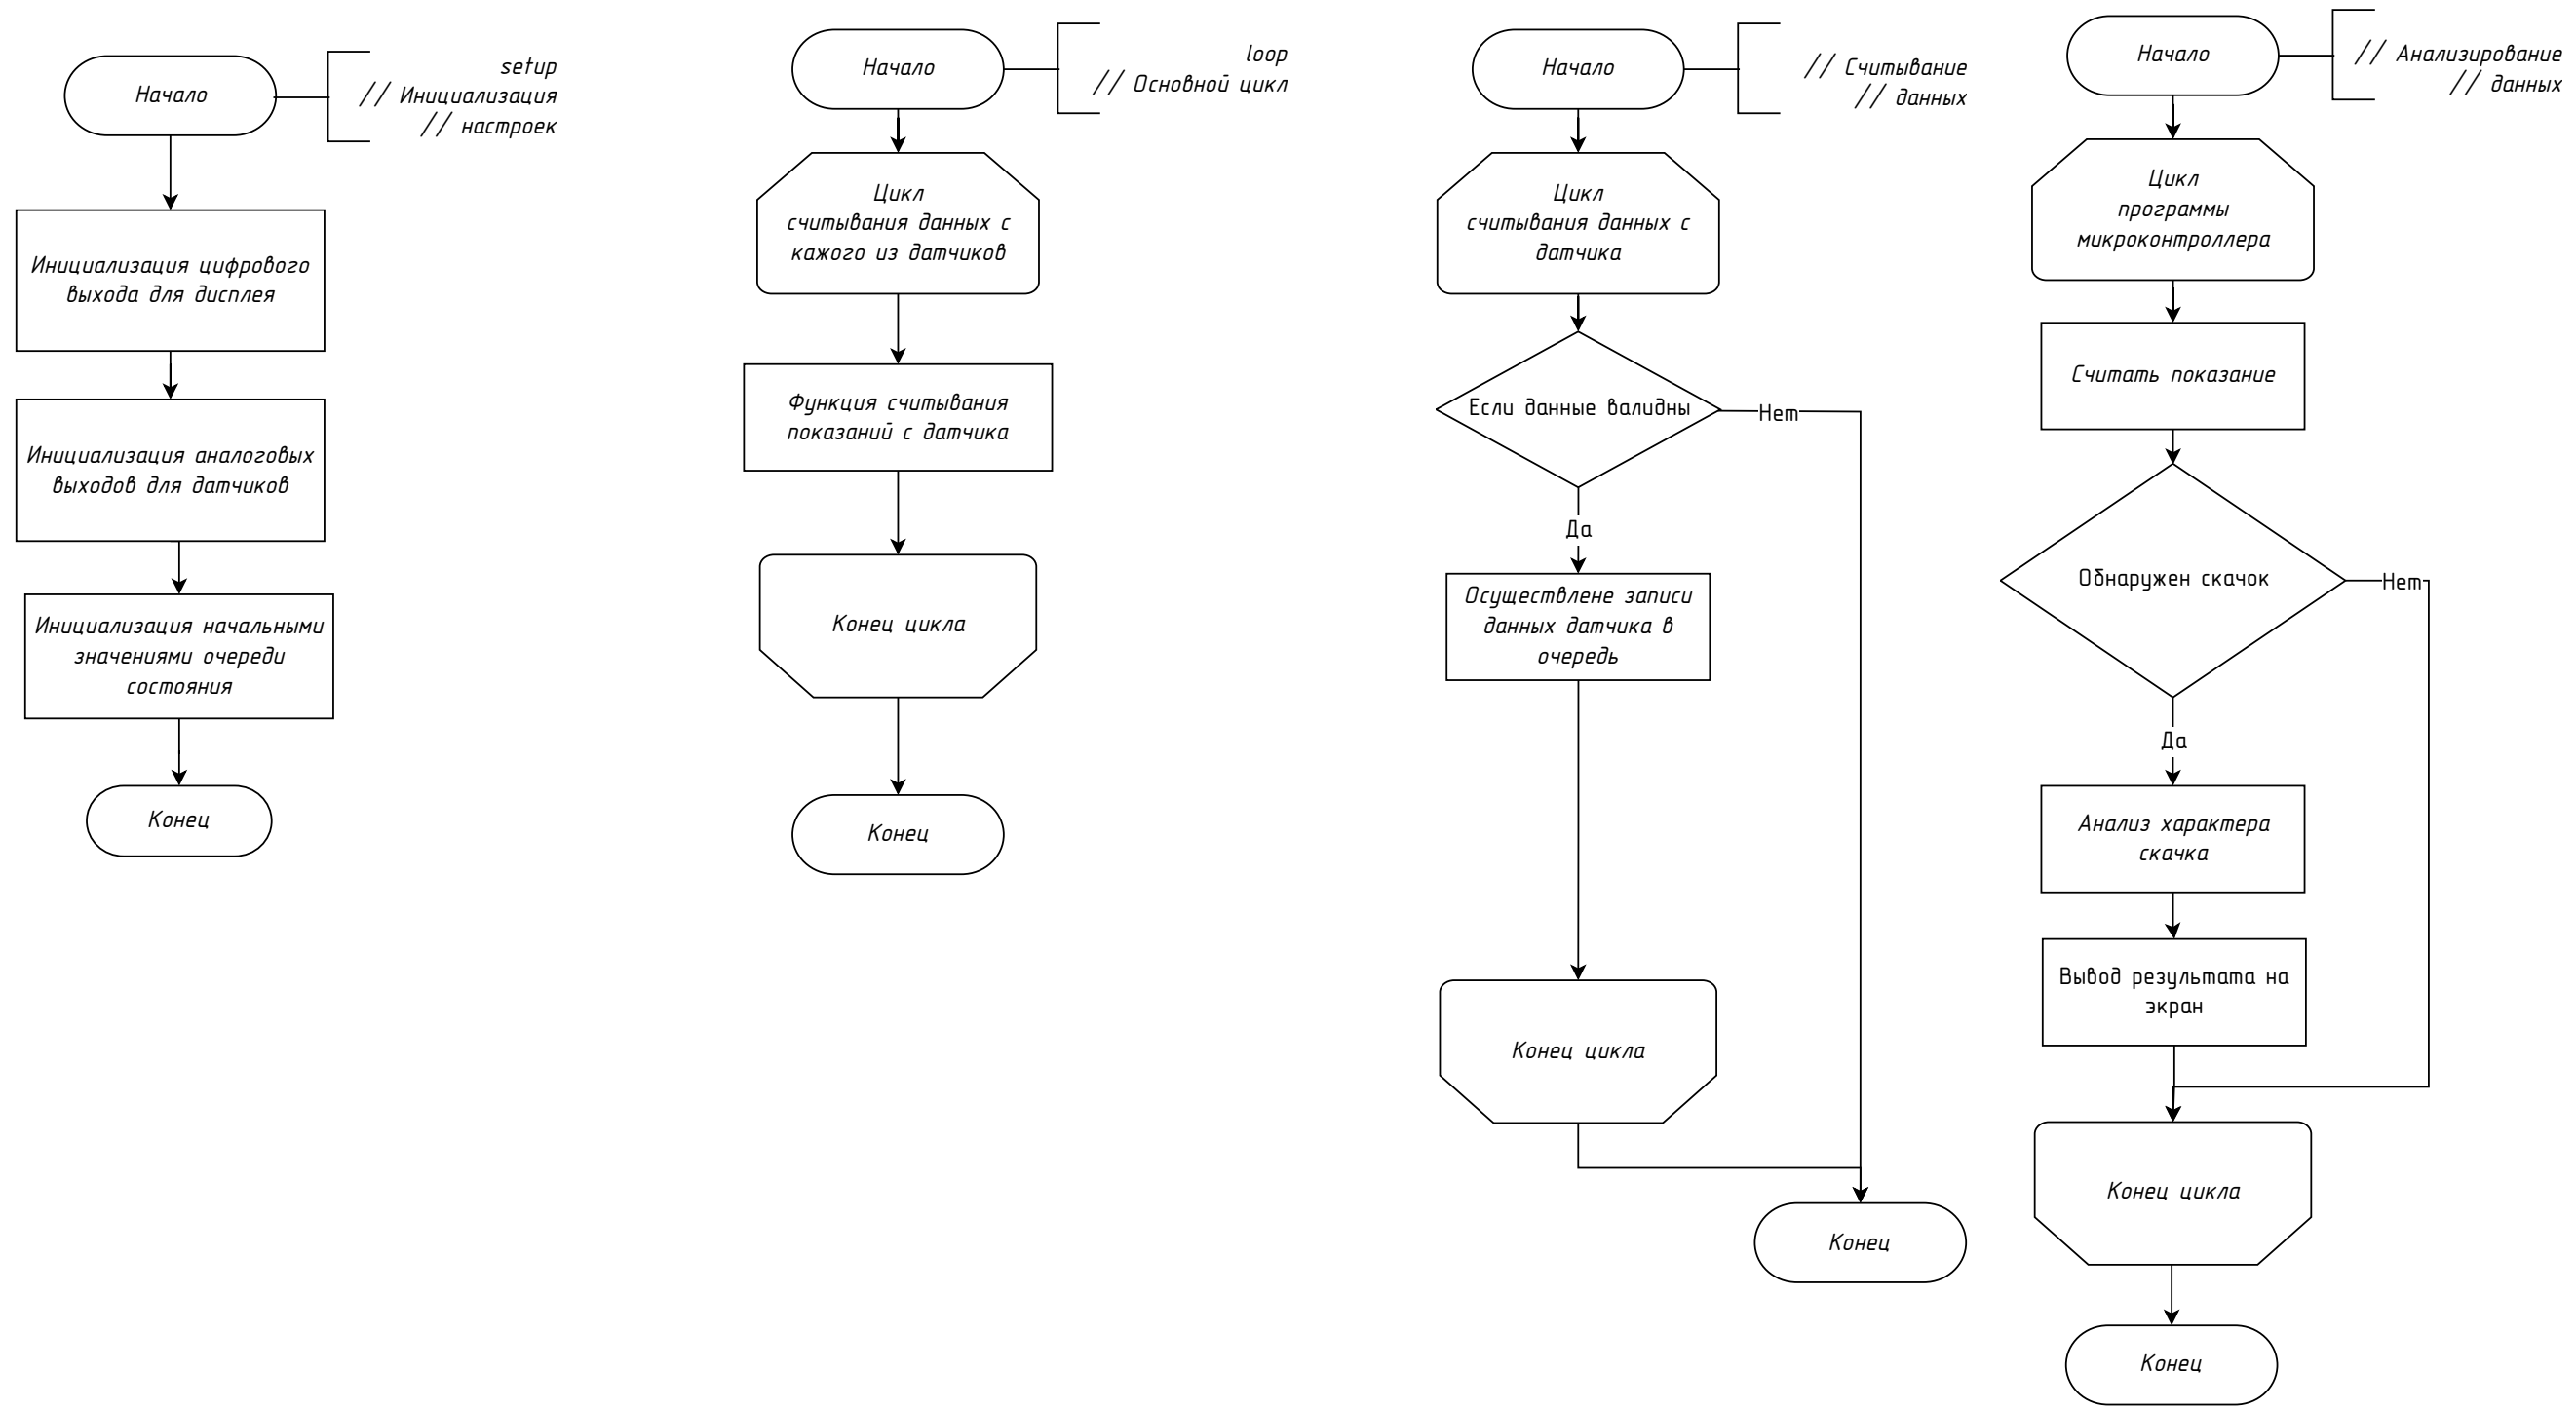 Начало
setup
// Инициализация
// настроек
Инициализация цифрового
выхода для дисплея
Инициализация аналоговых
выходов для датчиков
Инициализация начальными
значениями очереди
состояния
Конец
Начало
loop
// Основной цикл
Цикл
считывания данных с
кажого из датчиков
Функция считывания
показаний с датчика
Конец цикла
Конец
Начало
// Считывание
// данных
Цикл
считывания данных с
датчика
Если данные валидны
Нет
Да
Осуществлене записи
данных датчика в
очередь
Конец цикла
Конец
Начало
// Анализирование
// данных
Цикл
программы
микроконтроллера
Считать показание
Обнаружен скачок
Нет
Да
Анализ характера
скачка
Вывод результата на
экран
Конец цикла
Конец